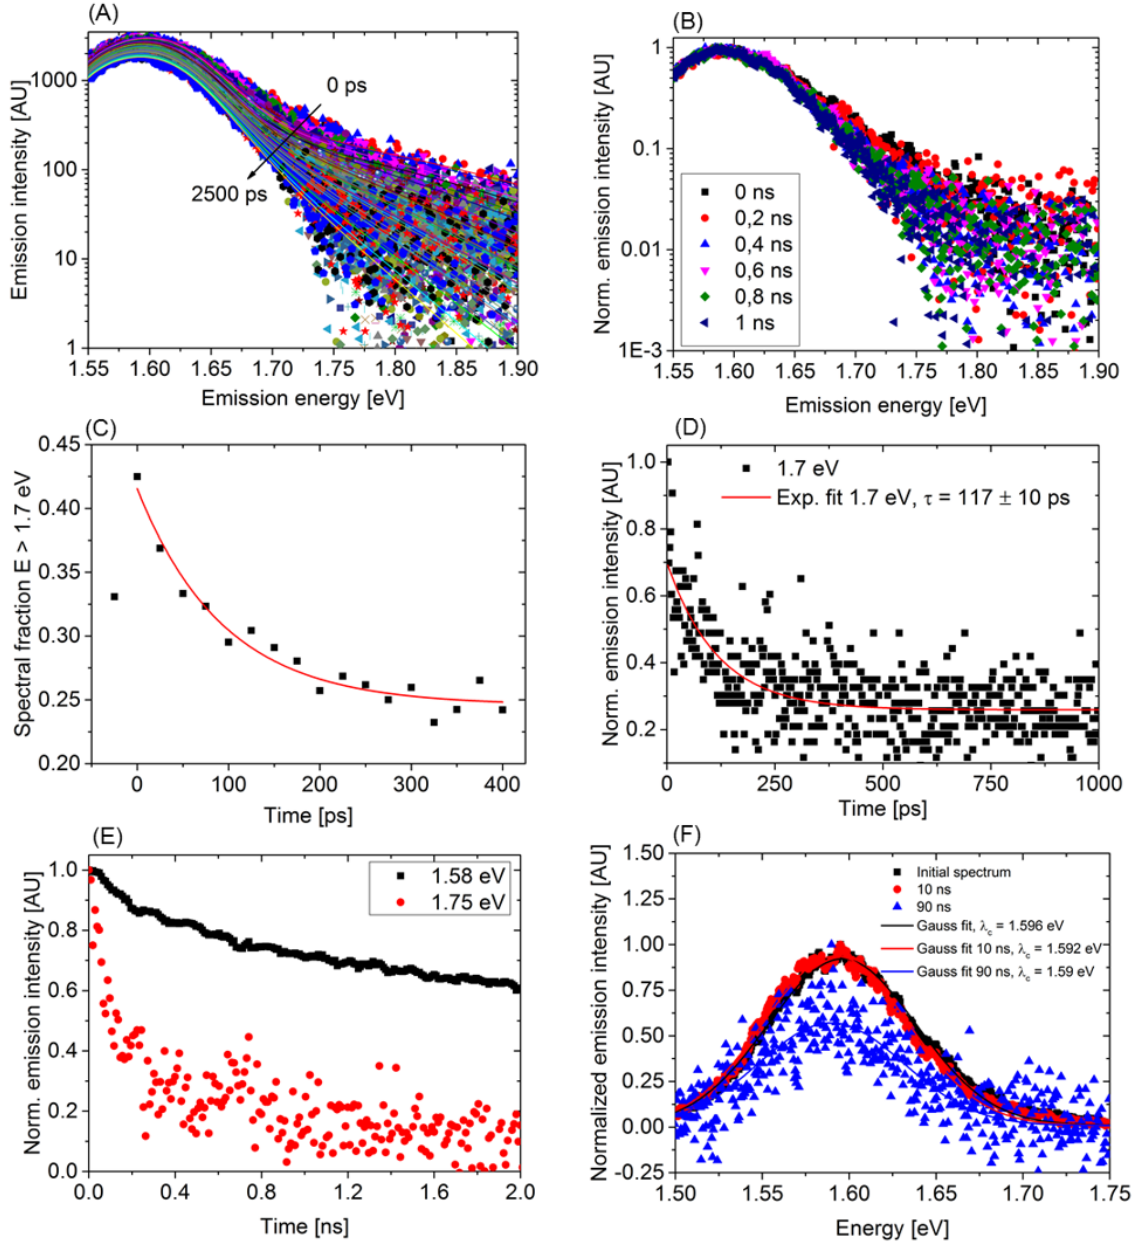 (A)
Emission intensity [AU]
1000
100
10
1
0 ps
2500 ps
1.55 1.60 1.65 1.70 1.75 1.80 1.85 1.90
Emission energy [eV]
(B)
Norm. emission intensity [AU]
1
0.1
0.01
1E-3
0 ns
0,2 ns
0,4 ns
0,6 ns
0,8 ns
1 ns
1.55 1.60 1.65 1.70 1.75 1.80 1.85 1.90
Emission energy [eV]
(C)
Spectral fraction E > 1.7 eV
0.45
0.40
0.35
0.30
0.25
0.20
0 100 200 300 400
Time [ps]
(D)
Norm. emission intensity [AU]
1.0
0.8
0.6
0.4
0.2
1.7 eV
Exp. fit 1.7 eV, τ = 117 ± 10 ps
0 250 500 750 1000
Time [ps]
(E)
Norm. emission intensity [AU]
1.0
0.8
0.6
0.4
0.2
0.0
1.58 eV
1.75 eV
0.0 0.4 0.8 1.2 1.6 2.0
Time [ns]
(F)
Normalized emission intensity [AU]
1.50
1.25
1.00
0.75
0.50
0.25
0.00
-0.25
Initial spectrum
10 ns
90 ns
Gauss fit, λc = 1.596 eV
Gauss fit 10 ns, λc = 1.592 eV
Gauss fit 90 ns, λc = 1.59 eV
1.50 1.55 1.60 1.65 1.70 1.75
Energy [eV]